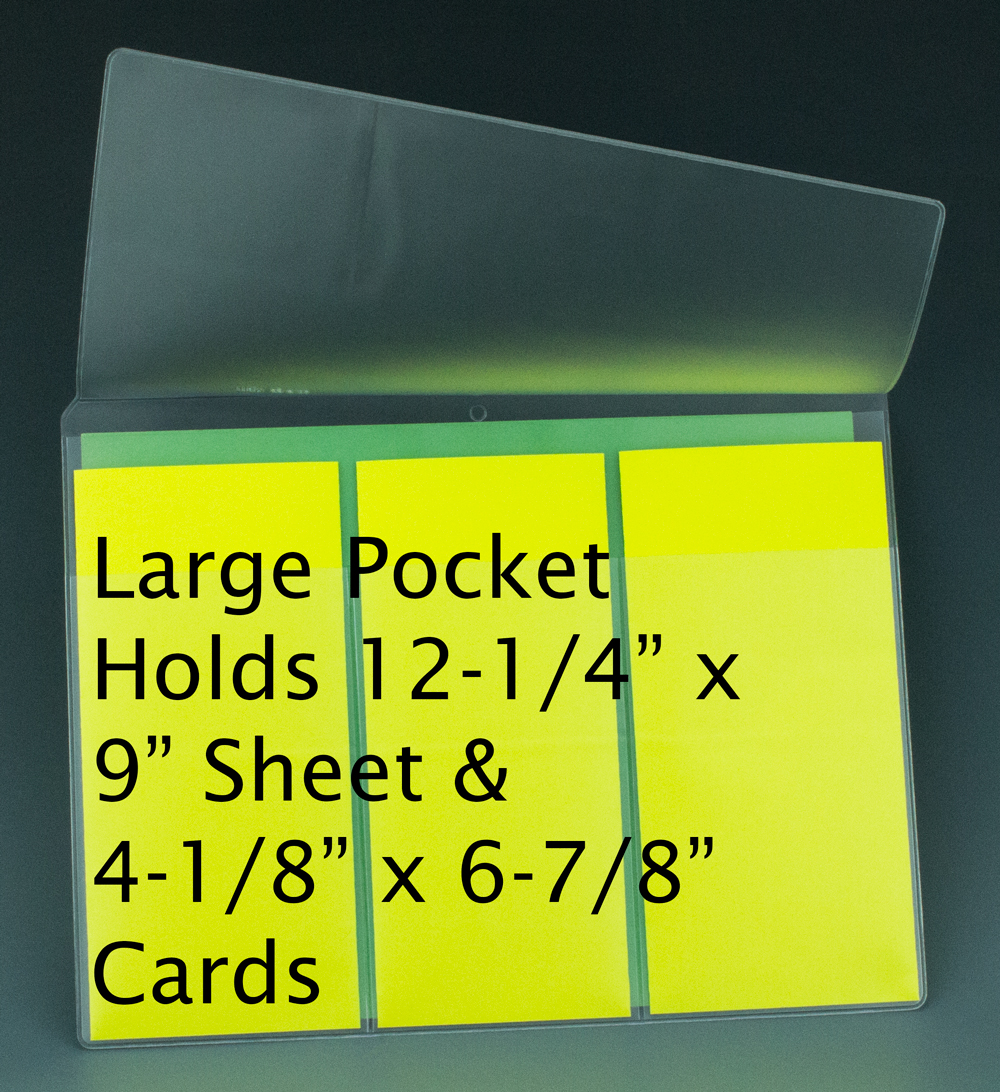 Large Pocket
Holds 12-1/4” x
9” Sheet &
4-1/8” x 6-7/8”
Cards